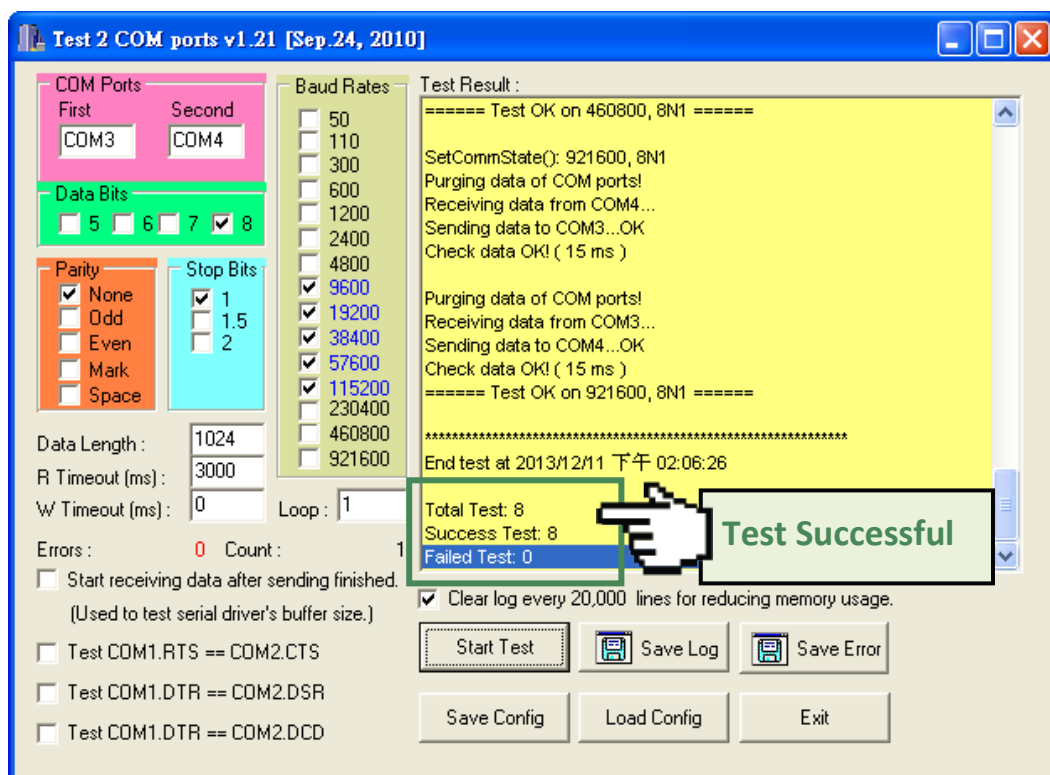 Test 2 COM ports v1.21 [Sep.24, 2010]
COM Ports
First Second
COM3 COM4
Data Bits
5 6 7 8
Parity
None
Odd
Even
Mark
Space
Stop Bits
1
1.5
2
Baud Rates
50
110
300
600
1200
2400
4800
9600
19200
38400
57600
115200
230400
460800
921600
Data Length : 1024
R Timeout (ms) : 3000
W Timeout (ms) : 0 Loop : 1
Errors : 0 Count : 1
Start receiving data after sending finished.
(Used to test serial driver's buffer size.)
Test COM1.RTS == COM2.CTS
Test COM1.DTR == COM2.DSR
Test COM1.DTR == COM2.DCD
Test Result :
====== Test OK on 460800, 8N1 ======
SetCommState(): 921600, 8N1
Purging data of COM ports!
Receiving data from COM4...
Sending data to COM3...OK
Check data OK! ( 15 ms )
Purging data of COM ports!
Receiving data from COM3...
Sending data to COM4...OK
Check data OK! ( 15 ms )
====== Test OK on 921600, 8N1 ======
******************************************************************
End test at 2013/12/11 下午 02:06:26
Total Test: 8
Success Test: 8
Failed Test: 0
Test Successful
Clear log every 20,000 lines for reducing memory usage.
Start Test Save Log Save Error
Save Config Load Config Exit